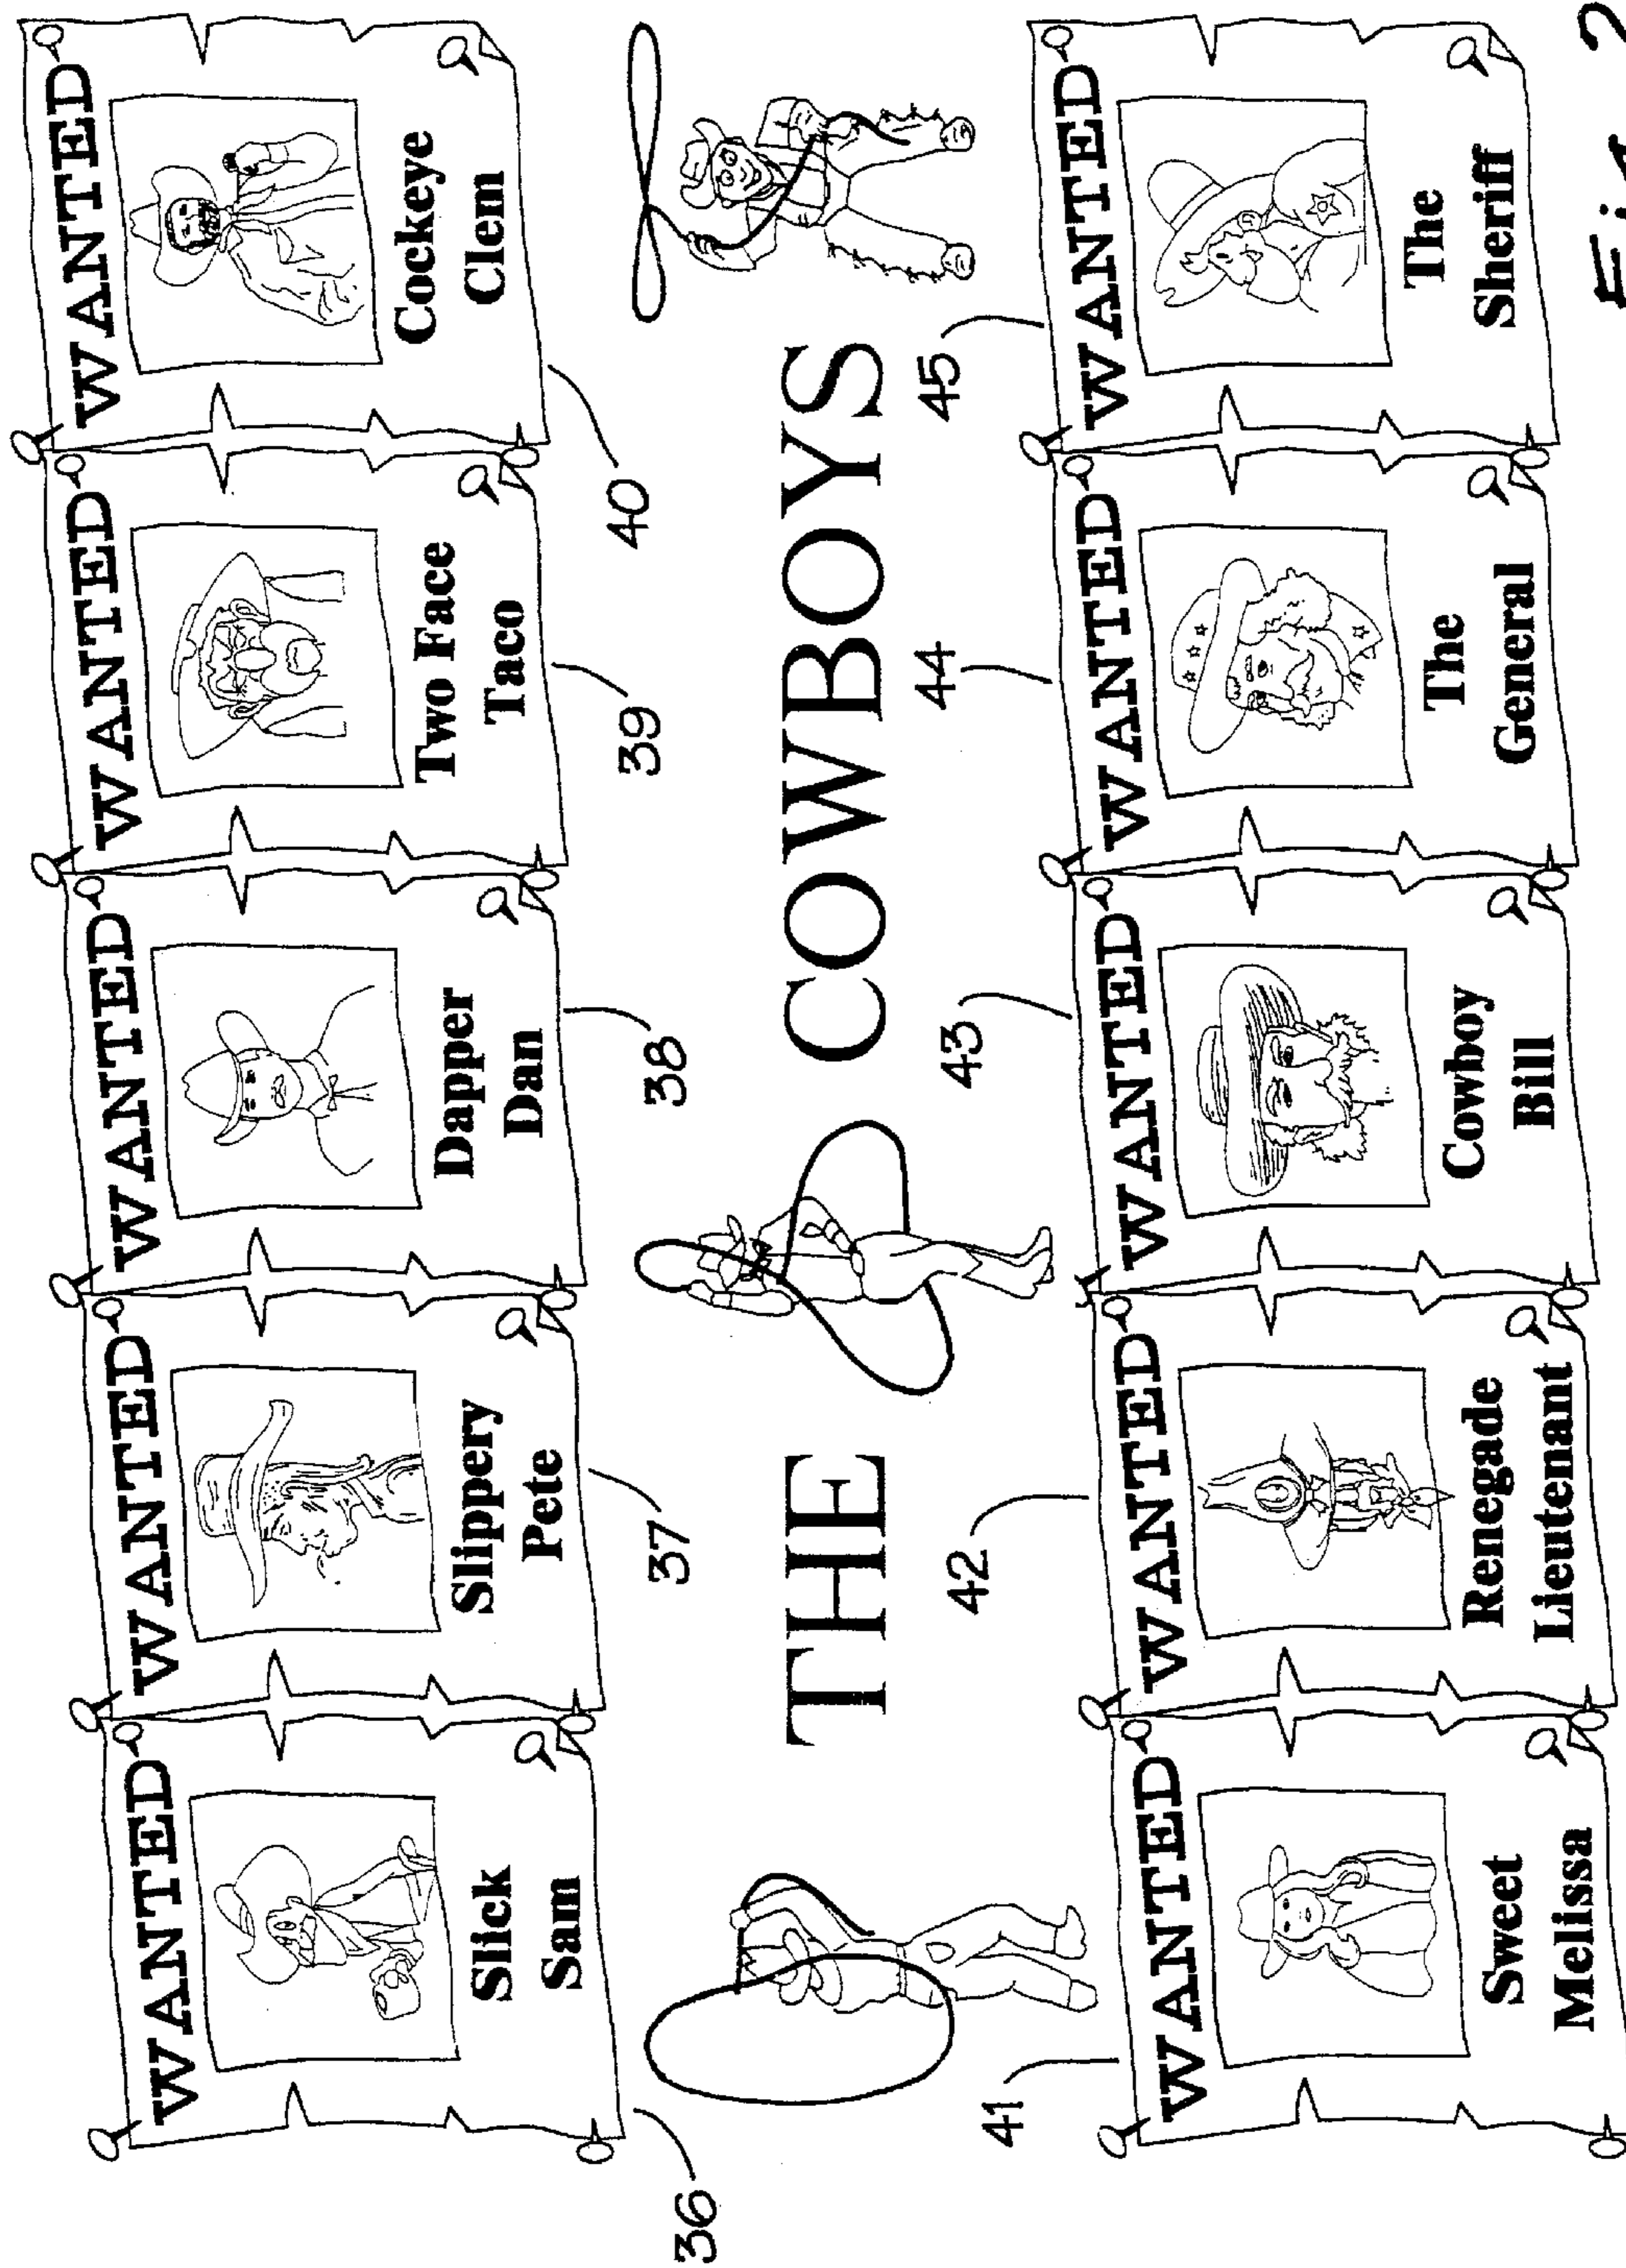 WANTED
Slick
Sam
36
WANTED
Slippery
Pete
37
WANTED
Dapper
Dan
38
WANTED
Two Face
Taco
39
WANTED
Cockeye
Clem
40
THE COWBOYS
41
WANTED
Sweet
Melissa
42
WANTED
Renegade
Lieutenant
43
WANTED
Cowboy
Bill
44
WANTED
The
General
45
WANTED
The
Sheriff
Fig. 2